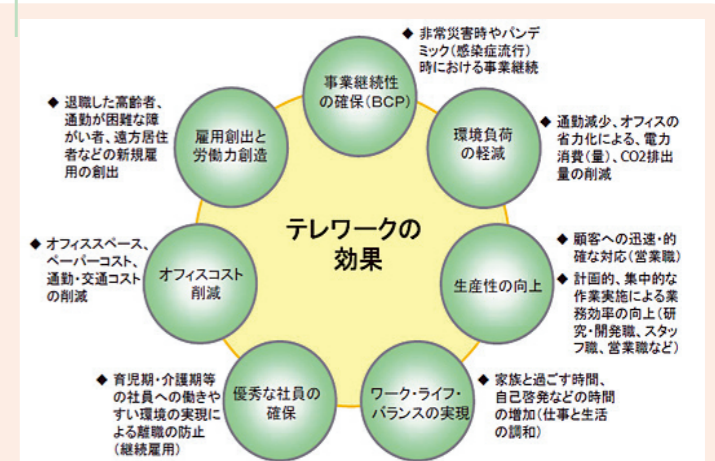 テレワークの
効果
事業継続性
の確保(BCP)
◆ 非常災害時やパンデ
ミック(感染症流行)
時における事業継続
環境負荷
の軽減
◆ 通勤減少、オフィスの
省力化による、電力
消費(量)、CO2排出
量の削減
生産性の向上
◆ 顧客への迅速・的
確な対応(営業職)
◆ 計画的、集中的な
作業実施による業
務効率の向上(研
究・開発職、スタッ
フ職、営業職など)
ワーク・ライフ・
バランスの実現
◆ 家族と過ごす時間、
自己啓発などの時間
の増加(仕事と生活
の調和)
優秀な社員の
確保
◆ 育児期・介護期等
の社員への働きや
すい環境の実現に
よる離職の防止
(継続雇用)
オフィスコスト
削減
◆ オフィススペース、
ペーパーコスト、
通勤・交通コスト
の削減
雇用創出と
労働力創造
◆ 退職した高齢者、
通勤が困難な障
がい者、遠方居住
者などの新規雇
用の創出